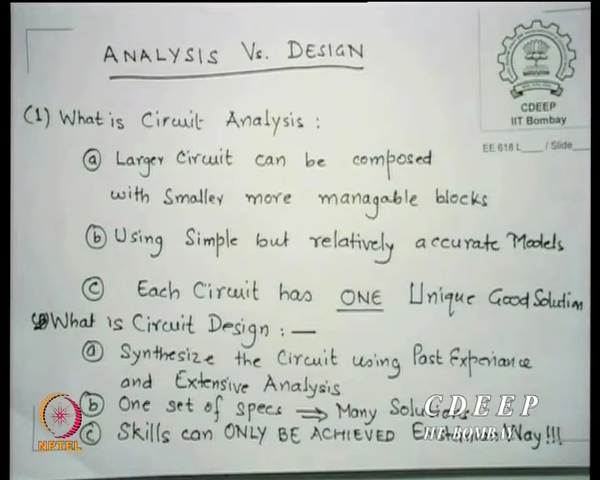 ANALYSIS Vs. DESIGN
CDEEP
IIT Bombay
EE 618 L___ / Slide___
(1) What is Circuit Analysis :
(a) Larger Circuit can be composed
with Smaller more managable blocks
(b) Using Simple but relatively accurate Models
(c) Each Circuit has ONE Unique Good Solution
What is Circuit Design : —
(a) Synthesize the Circuit using Past Experiance
and Extensive Analysis
(b) One set of specs ⇒ Many Solutions
(c) Skills can ONLY BE ACHIEVED Way!!!
CDEEP
IIT BOMBAY
NPTEL